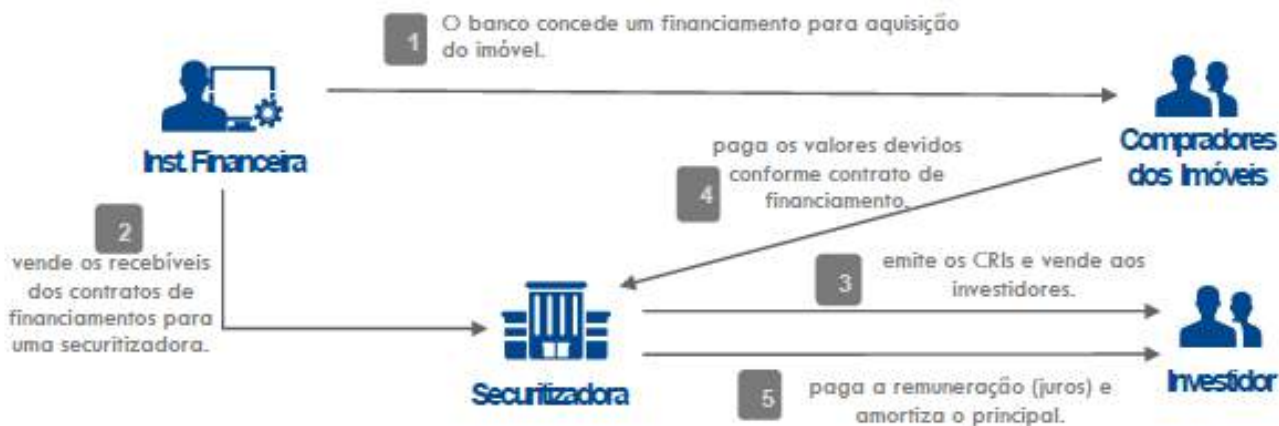 1
O banco concede um financiamento para aquisição
do imóvel.
Inst. Financeira
Compradores
dos Imóveis
paga os valores devidos
conforme contrato de
financiamento.
4
2
vende os recebíveis
dos contratos de
financiamentos para
uma securitizadora.
3
emite os CRIs e vende aos
investidores.
Securitizadora
Investidor
5
paga a remuneração (juros) e
amortiza o principal.